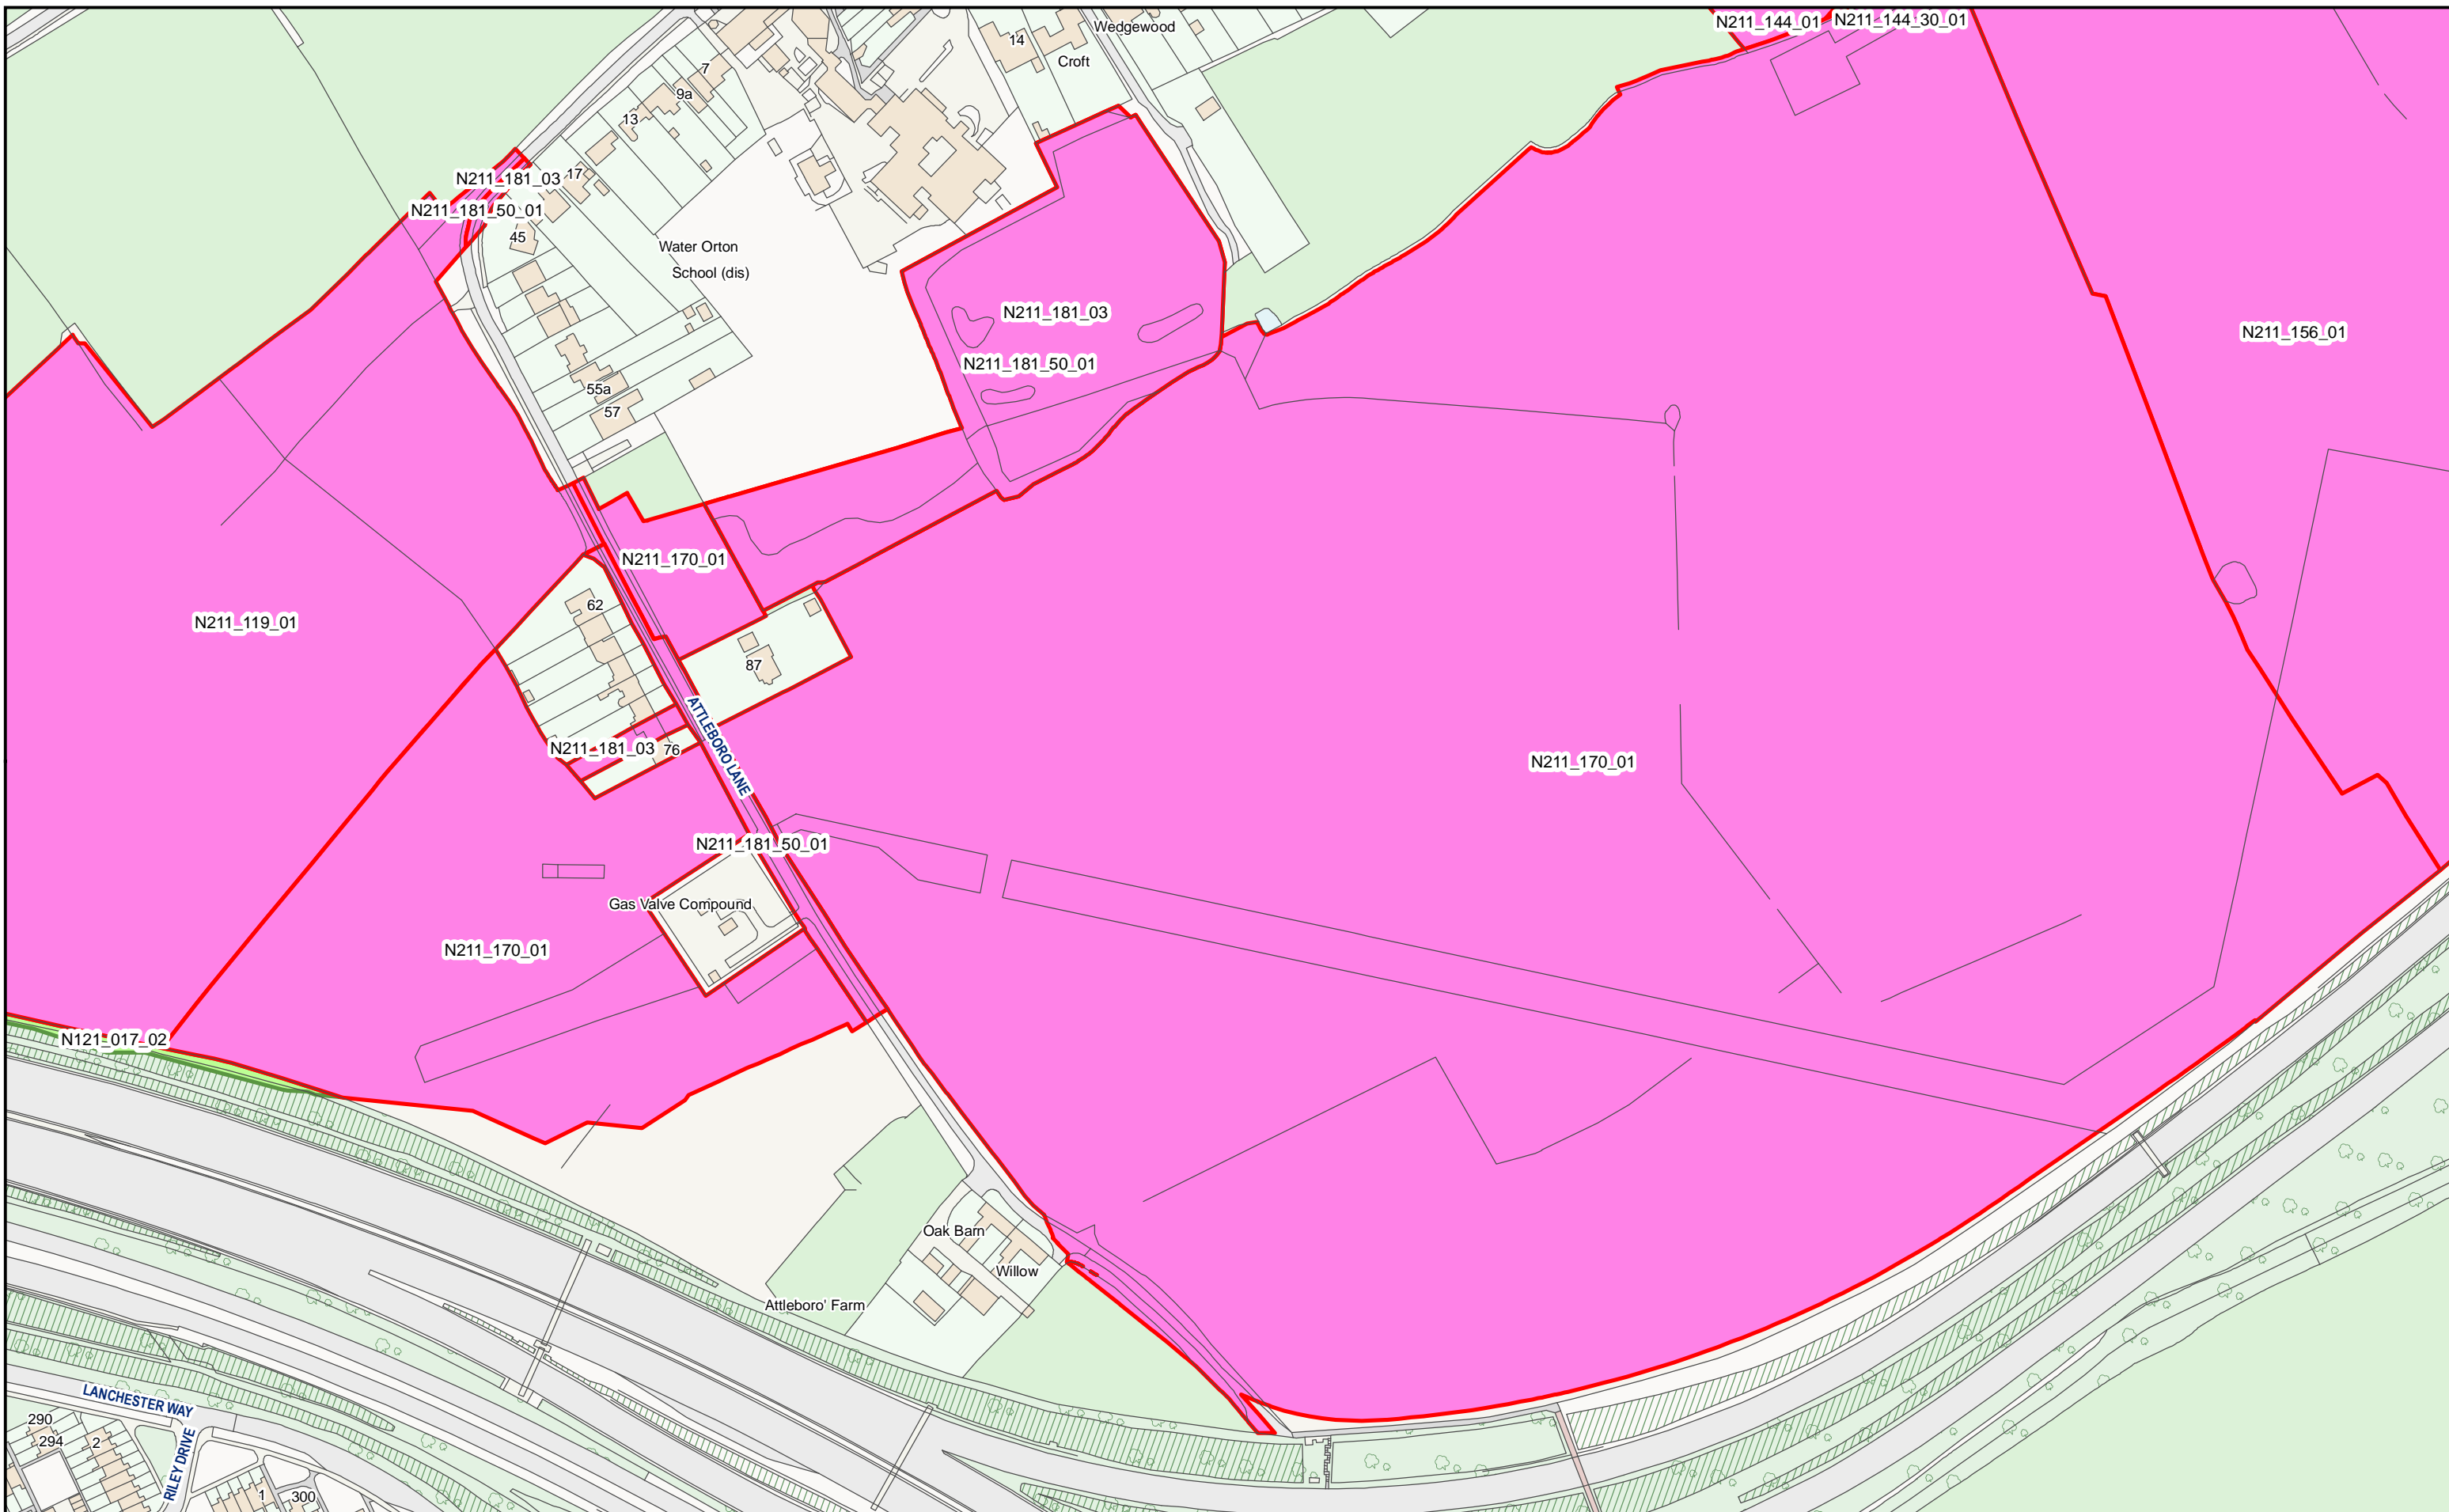 Wedgewood
N211_144_01
N211_144_30_01
14
Croft
7
9a
13
17
N211_181_03
N211_181_50_01
45
Water Orton
School (dis)
N211_181_03
N211_156_01
N211_181_50_01
55a
57
N211_170_01
62
N211_119_01
87
ATTLEBORO LANE
N211_181_03
76
N211_170_01
N211_181_50_01
Gas Valve Compound
N211_170_01
N121_017_02
Oak Barn
Willow
Attleboro' Farm
LANCHESTER WAY
290
294
2
RILEY DRIVE
1
300